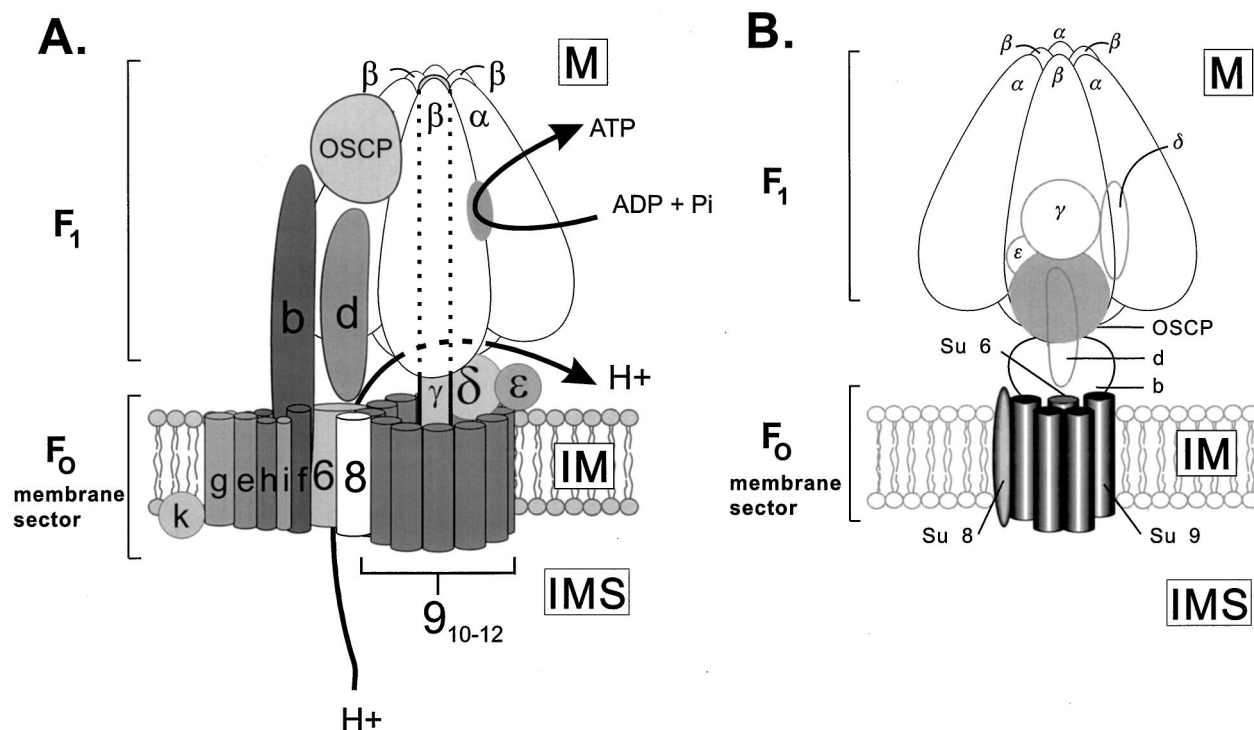 A.
M
β
β
β
α
OSCP
ATP
ADP + Pi
F1
b
d
H+
γ
δ
ε
FO
membrane
sector
g
e
h
i
f
6
8
IM
k
IMS
9 10-12
H+
B.
α
β
β
α
β
α
M
δ
F1
γ
ε
OSCP
Su 6
d
b
FO
membrane
sector
IM
Su 8
Su 9
IMS